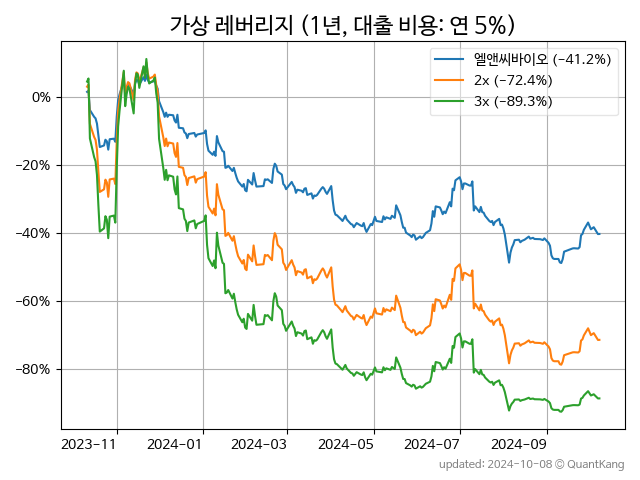 가상 레버리지 (1년, 대출 비용: 연 5%)
엘앤씨바이오 (−41.2%)
2x (−72.4%)
3x (−89.3%)
0%
−20%
−40%
−60%
−80%
2023-11 2024-01 2024-03 2024-05 2024-07 2024-09
updated: 2024-10-08 © QuantKang